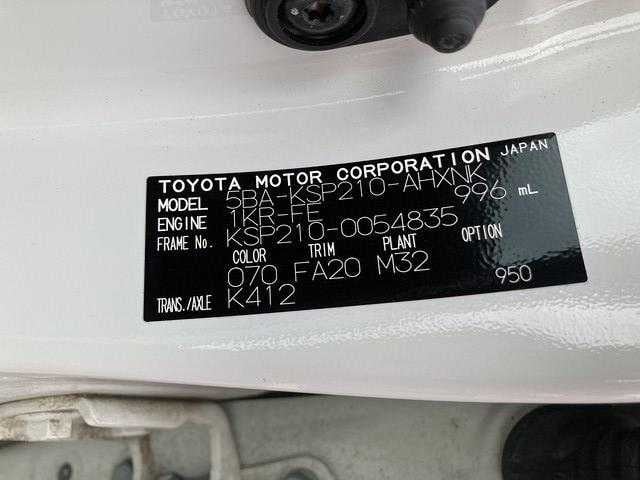 TOYOTA MOTOR CORPORATION JAPAN
MODEL 5BA-KSP210-AHXNK
ENGINE 1KR-FE 996 mL
FRAME No. KSP210-0054835
COLOR TRIM PLANT OPTION
070 FA20 M32
TRANS./AXLE K412 950